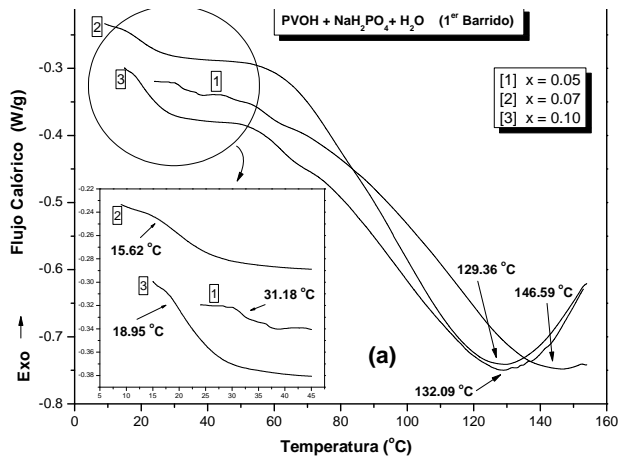 PVOH + NaH₂PO₄ + H₂O (1er Barrido)
[1] x = 0.05
[2] x = 0.07
[3] x = 0.10
Flujo Calórico (W/g)
Exo →
-0.3
-0.4
-0.5
-0.6
-0.7
-0.8
2
3
1
-0.22
-0.24
-0.26
-0.28
-0.30
-0.32
-0.34
-0.36
-0.38
2
15.62 °C
3
1
31.18 °C
18.95 °C
5 10 15 20 25 30 35 40 45 50
129.36 °C
146.59 °C
(a)
132.09 °C
0 20 40 60 80 100 120 140 160
Temperatura (°C)